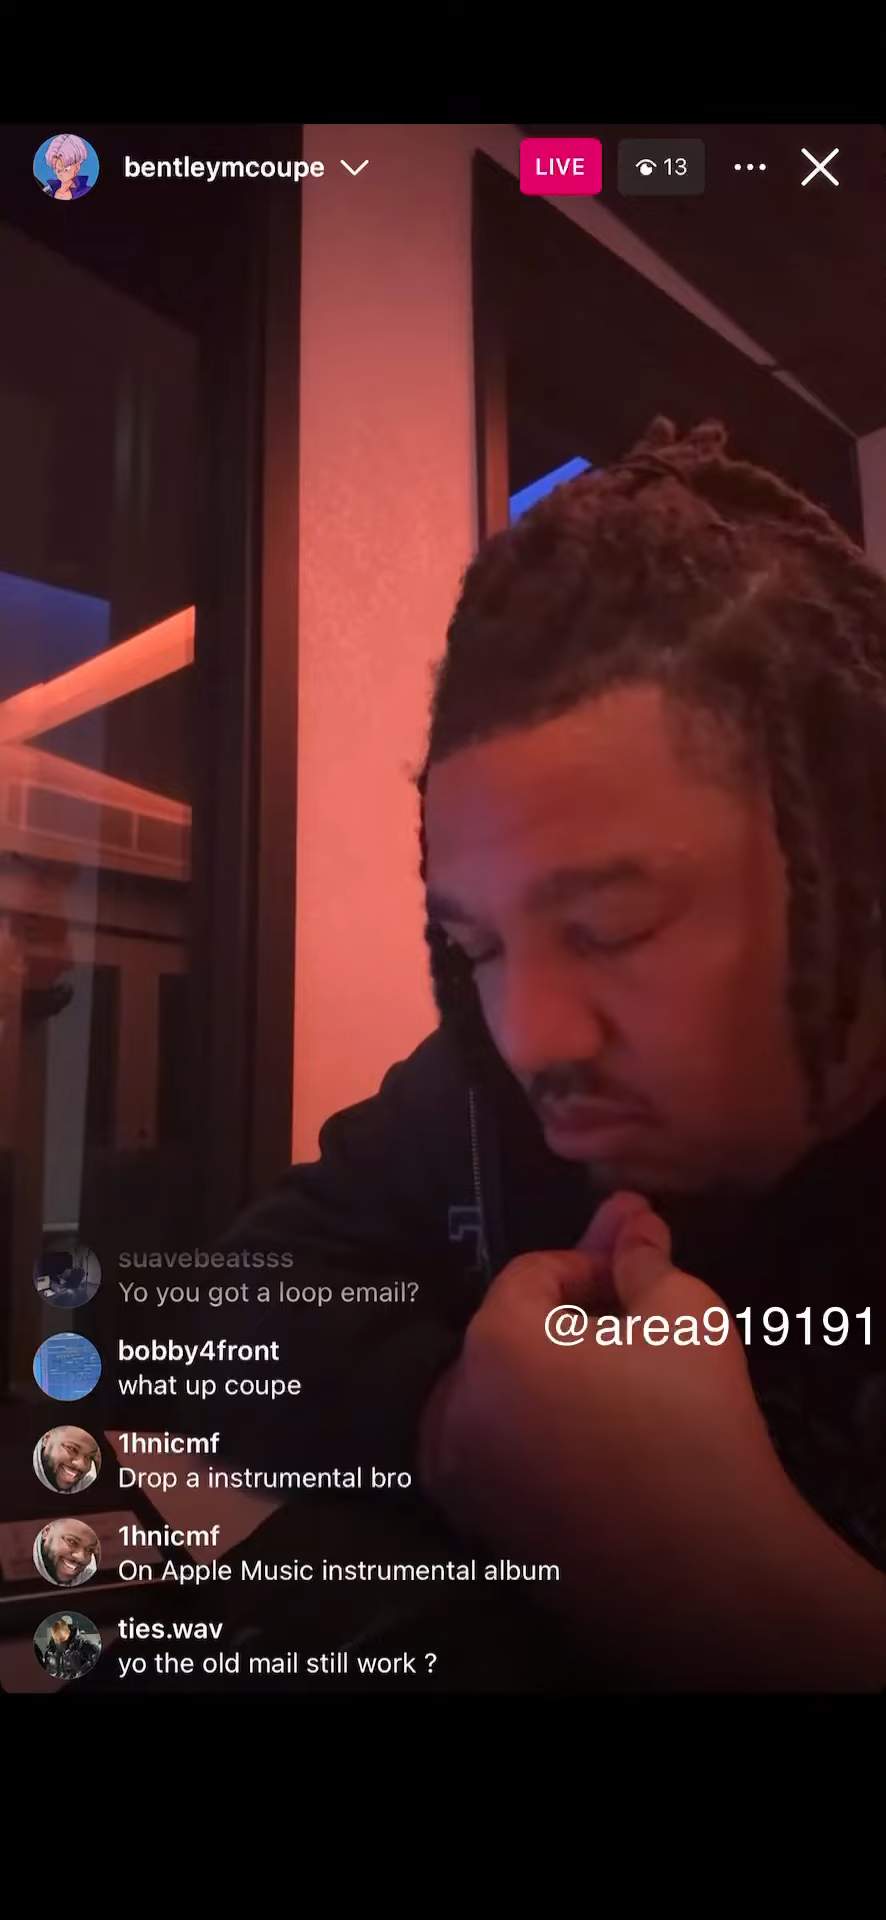 bentleymcoupe
LIVE
13
suavebeatsss
Yo you got a loop email?
@area919191
bobby4front
what up coupe
1hnicmf
Drop a instrumental bro
1hnicmf
On Apple Music instrumental album
ties.wav
yo the old mail still work ?